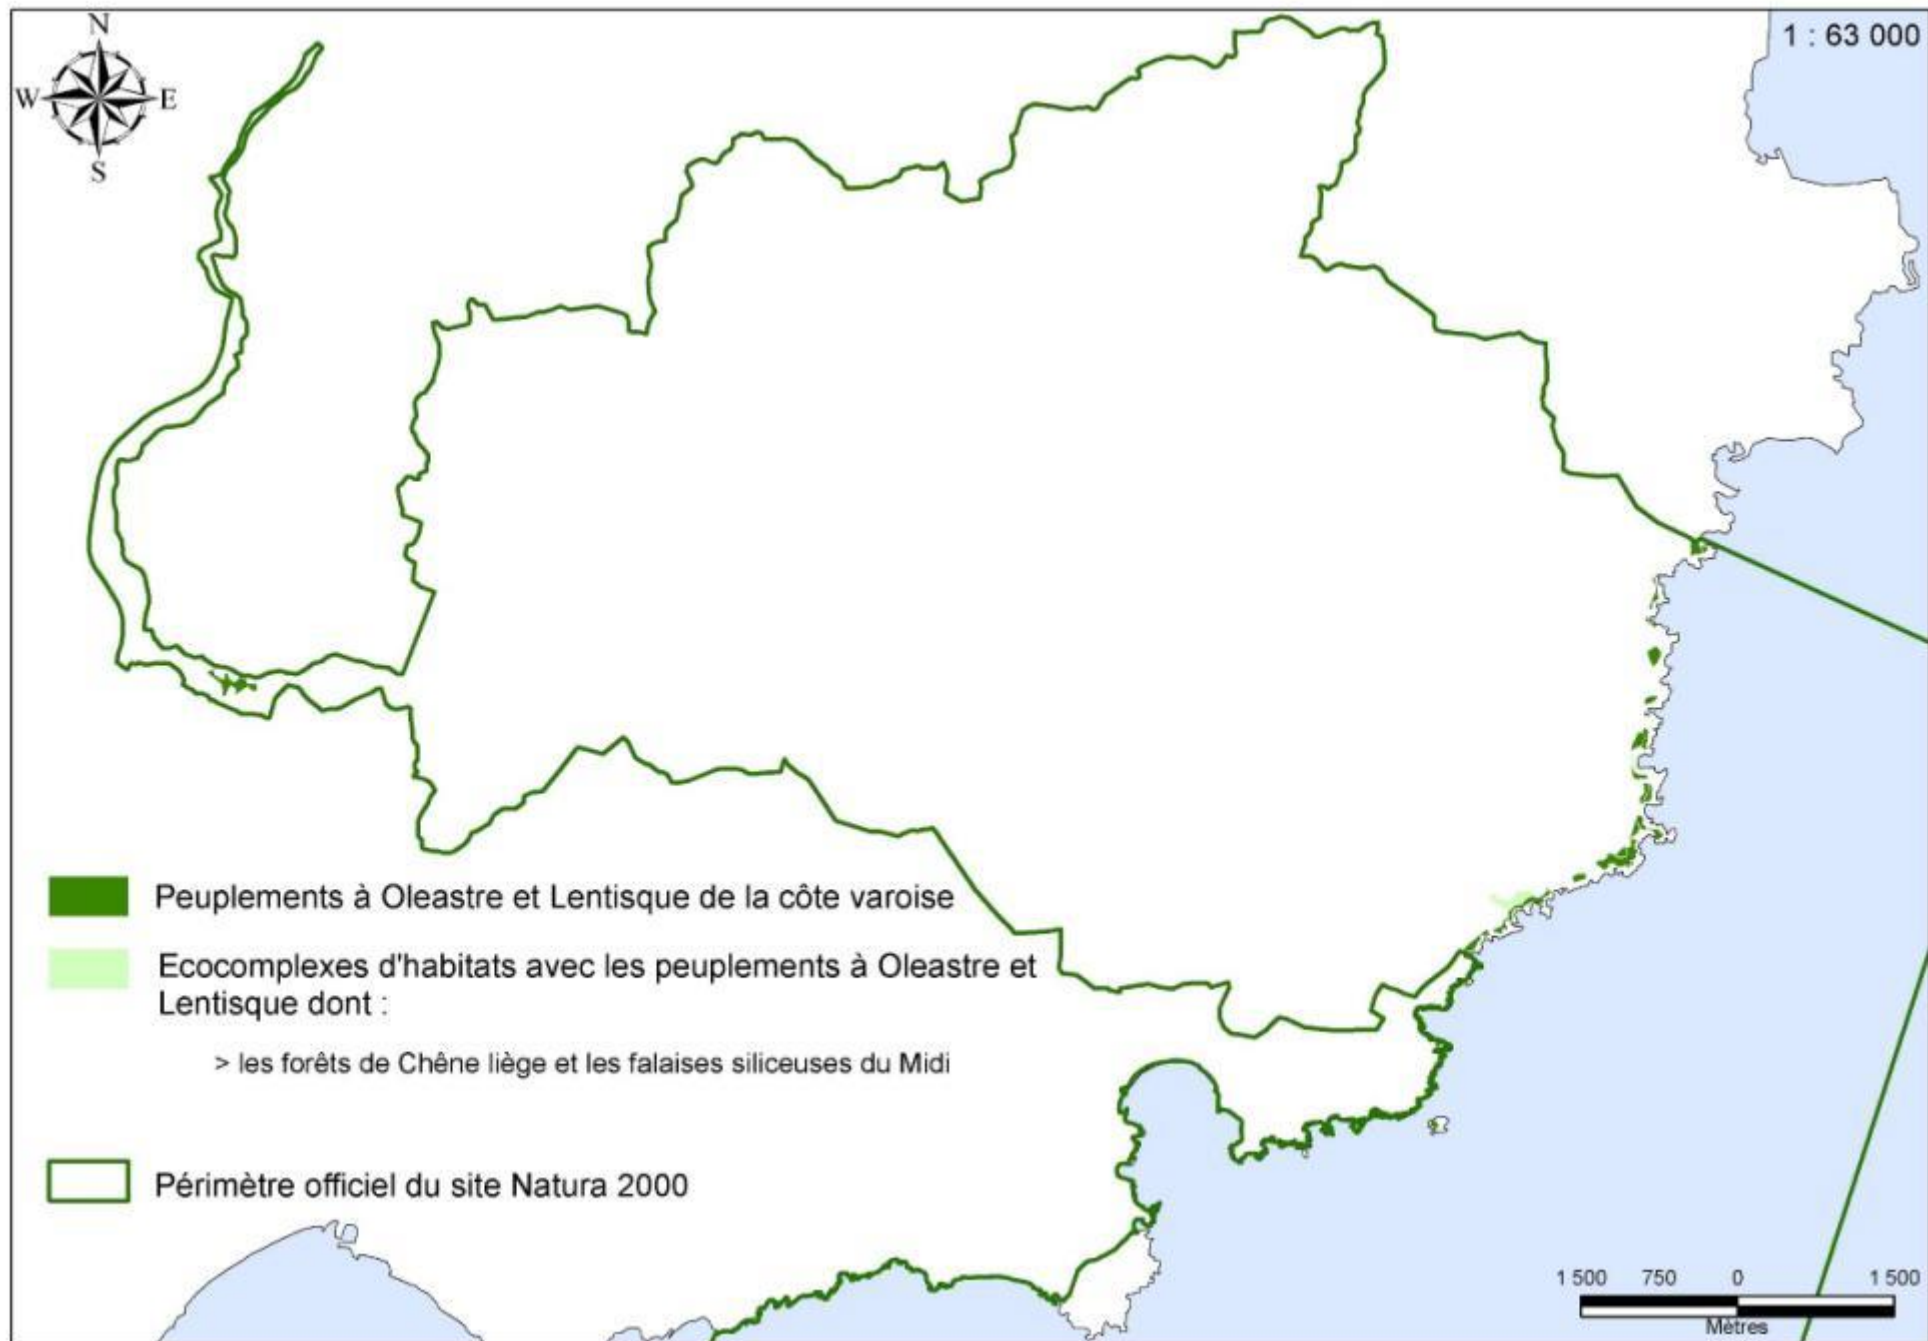 N
1 : 63 000
W
E
S
Peuplements à Oleastre et Lentisque de la côte varoise
Ecocomplexes d'habitats avec les peuplements à Oleastre et
Lentisque dont :
> les forêts de Chêne liège et les falaises siliceuses du Midi
Périmètre officiel du site Natura 2000
1 500 750 0 1 500
Mètres